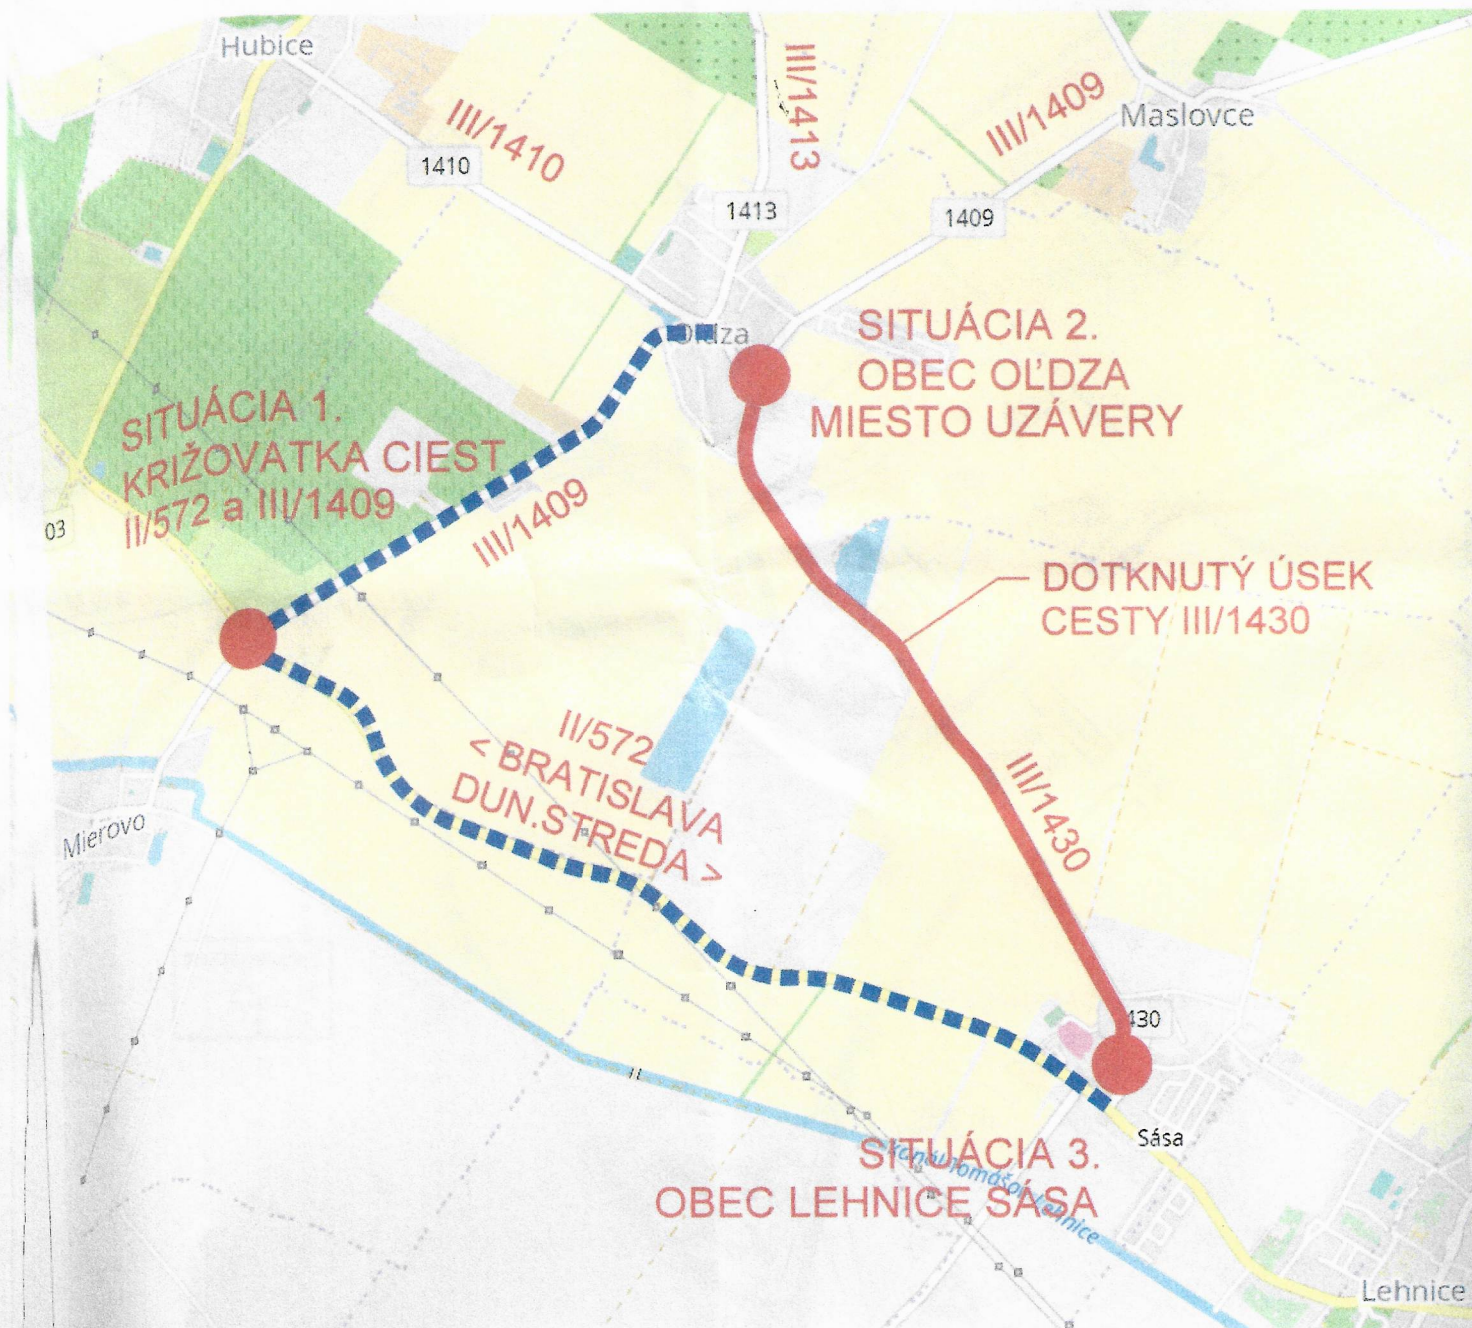 Hubice
III/1410
1410
III/1413
1413
III/1409
1409
Maslovce
SITUÁCIA 2.
OBEC OĽDZA
MIESTO UZÁVERY
SITUÁCIA 1.
KRIŽOVATKA CIEST
II/572 a III/1409
03
III/1409
DOTKNUTÝ ÚSEK
CESTY III/1430
II/572
< BRATISLAVA
DUN.STREDA >
III/1430
Mierovo
430
Sása
SITUÁCIA 3.
OBEC LEHNICE SÁSA
Lehnice
Lehnice